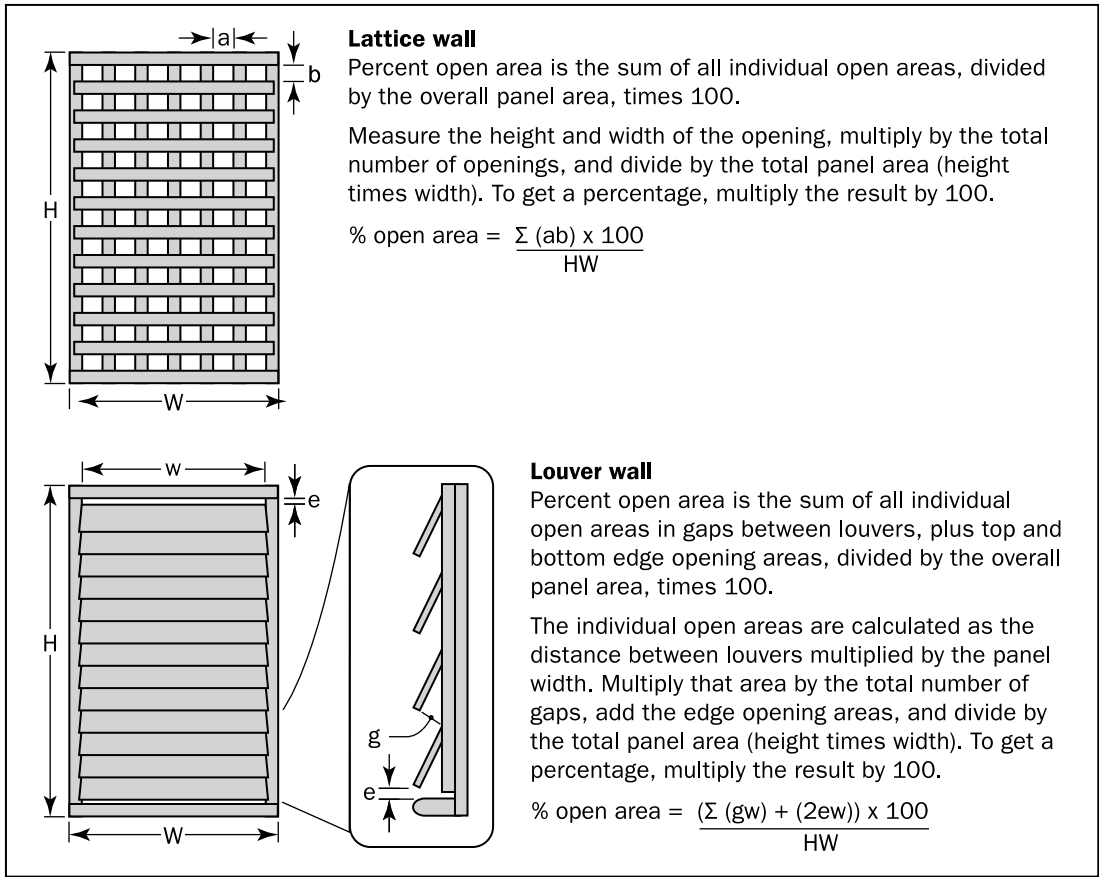 a
b
H
W
Lattice wall
Percent open area is the sum of all individual open areas, divided
by the overall panel area, times 100.
Measure the height and width of the opening, multiply by the total
number of openings, and divide by the total panel area (height
times width). To get a percentage, multiply the result by 100.
% open area = Σ (ab) x 100
HW
w
e
H
W
g
e
Louver wall
Percent open area is the sum of all individual
open areas in gaps between louvers, plus top and
bottom edge opening areas, divided by the overall
panel area, times 100.
The individual open areas are calculated as the
distance between louvers multiplied by the panel
width. Multiply that area by the total number of
gaps, add the edge opening areas, and divide by
the total panel area (height times width). To get a
percentage, multiply the result by 100.
% open area = (Σ (gw) + (2ew)) x 100
HW